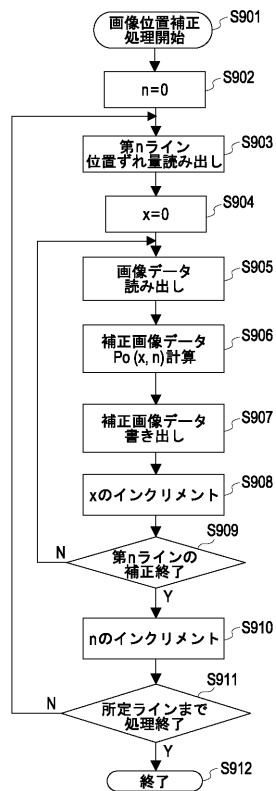 画像位置補正
処理開始
S901
n=0
S902
第nライン
位置ずれ量読み出し
S903
x=0
S904
画像データ
読み出し
S905
補正画像データ
Po(x,n)計算
S906
補正画像データ
書き出し
S907
xのインクリメント
S908
第nラインの
補正終了
S909
N
Y
nのインクリメント
S910
所定ラインまで
処理終了
S911
N
Y
終了
S912